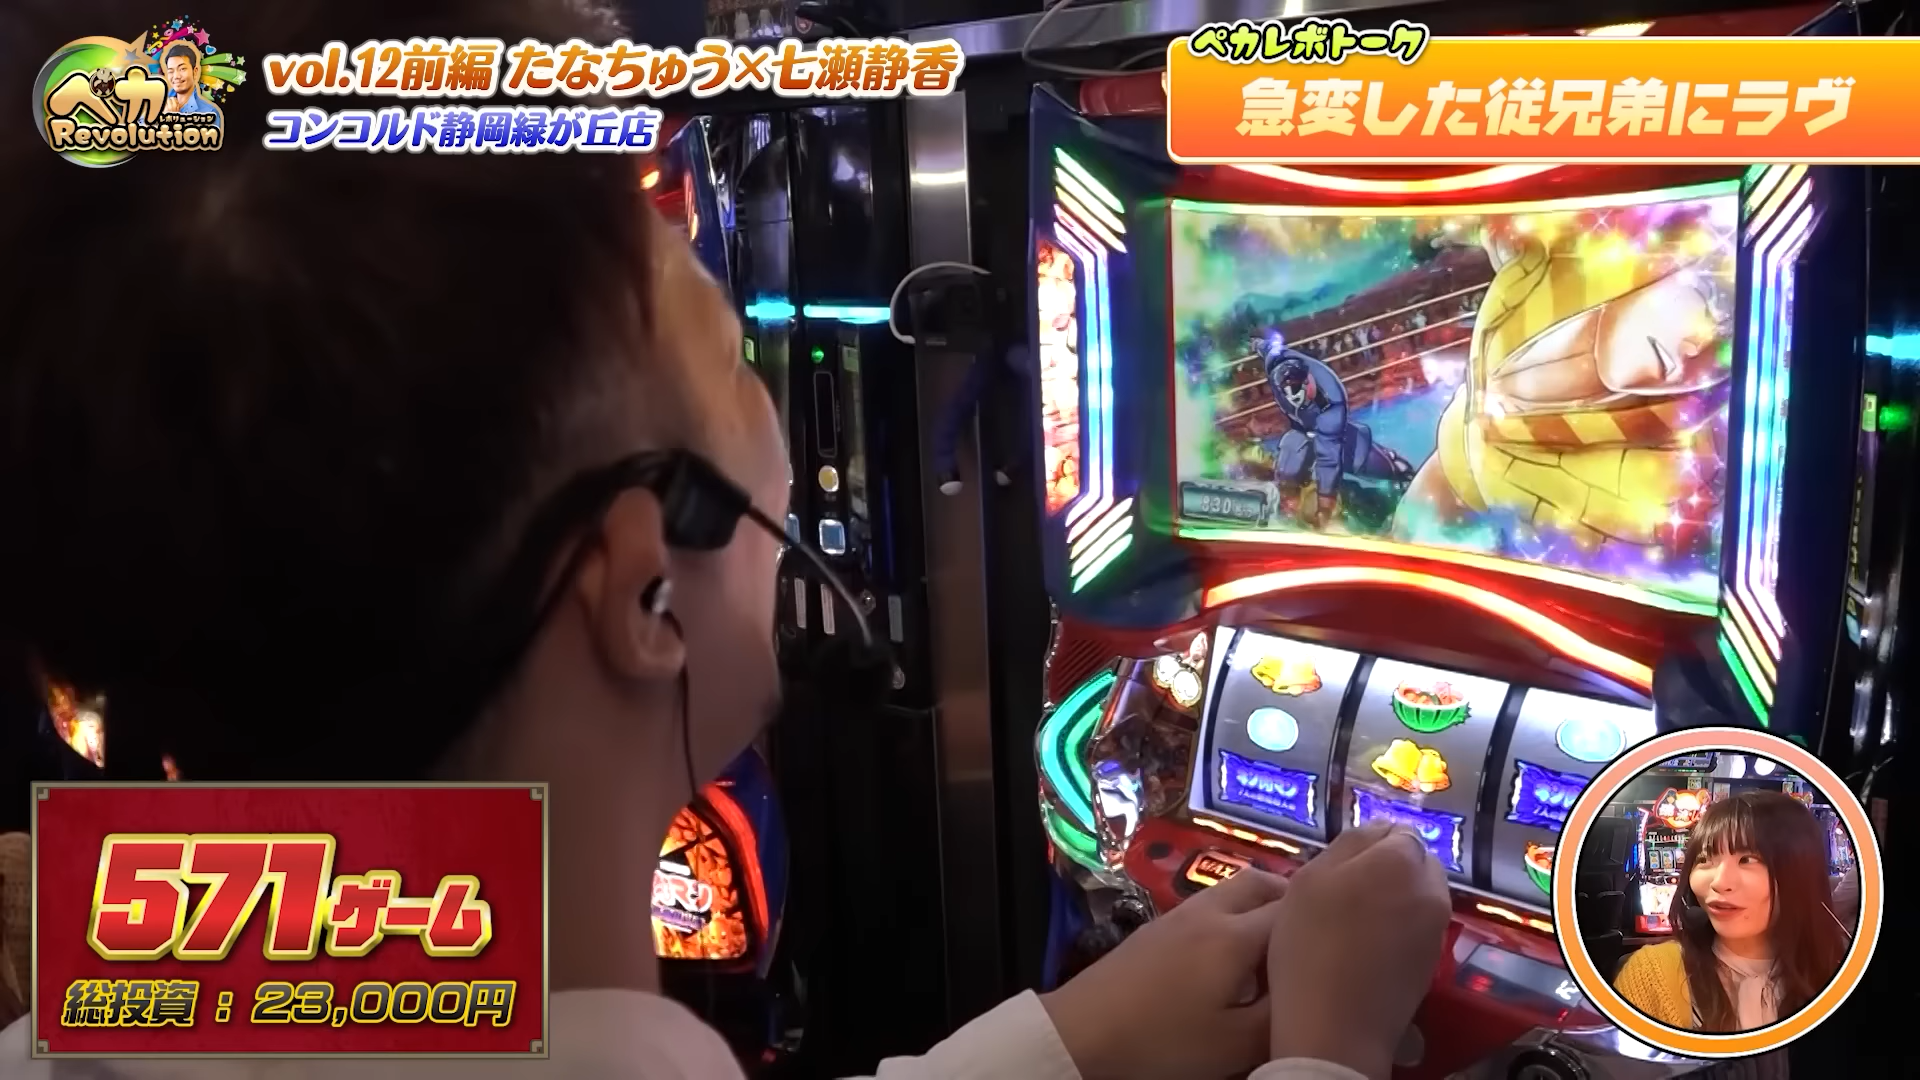 ペカ
レボリューション
Revolution
vol.12前編 たなちゅう×七瀬静香
コンコルド静岡緑が丘店
ペカレボトーク
急変した従兄弟にラヴ
830
MAX
571ゲーム
総投資：23,000円